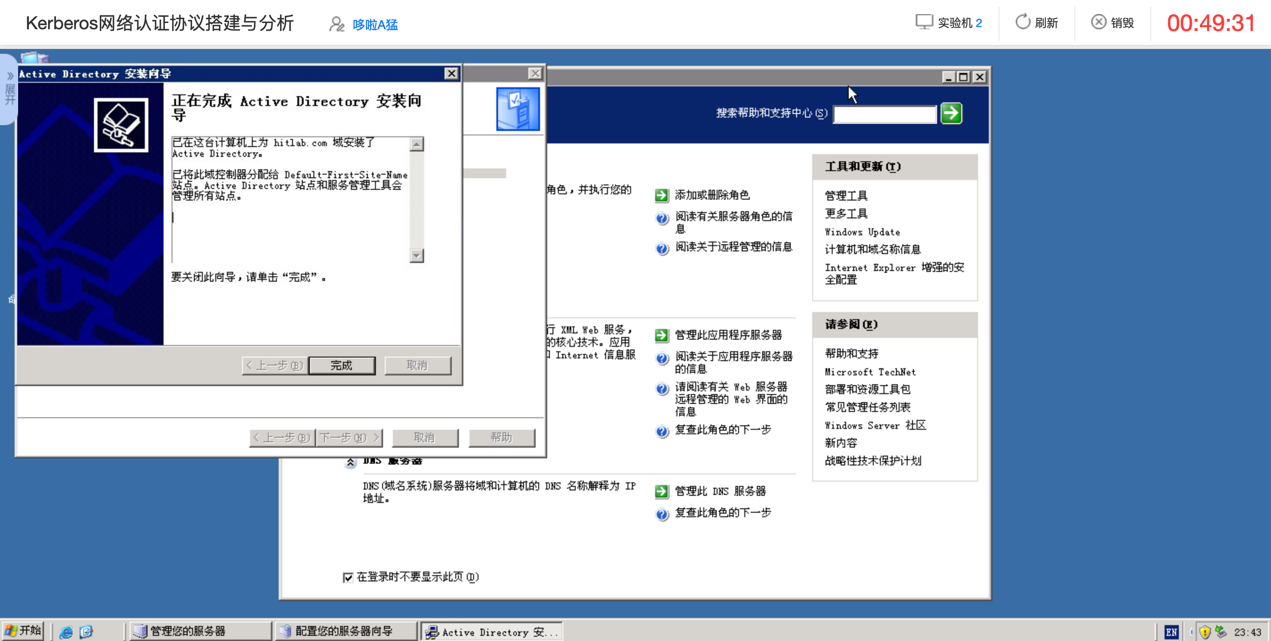 Kerberos网络认证协议搭建与分析
哆啦A猛
实验机 2
刷新
销毁
00:49:31
展开
Active Directory 安装向导
正在完成 Active Directory 安装向
导
已在这台计算机上为 hitlab.com 域安装了
Active Directory。
已将此域控制器分配给 Default-First-Site-Name
站点。Active Directory 站点和服务管理工具会
管理所有站点。
要关闭此向导，请单击“完成”。
< 上一步(B)
完成
取消
< 上一步(B)
下一步(N) >
取消
帮助
搜索帮助和支持中心(S)
角色，并执行您的
添加或删除角色
阅读有关服务器角色的信
息
阅读关于远程管理的信息
行 XML Web 服务，
的核心技术。应用
Internet 信息服
管理此应用程序服务器
阅读关于应用程序服务器
的信息
请阅读有关 Web 服务器
远程管理的 Web 界面的
信息
复查此角色的下一步
DNS 服务器
DNS(域名系统)服务器将域和计算机的 DNS 名称解释为 IP
地址。
管理此 DNS 服务器
复查此角色的下一步
在登录时不要显示此页(D)
工具和更新(T)
管理工具
更多工具
Windows Update
计算机和域名称信息
Internet Explorer 增强的安
全配置
请参阅(E)
帮助和支持
Microsoft TechNet
部署和资源工具包
常见管理任务列表
Windows Server 社区
新内容
战略性技术保护计划
开始
管理您的服务器
配置您的服务器向导
Active Directory 安...
EN
23:43